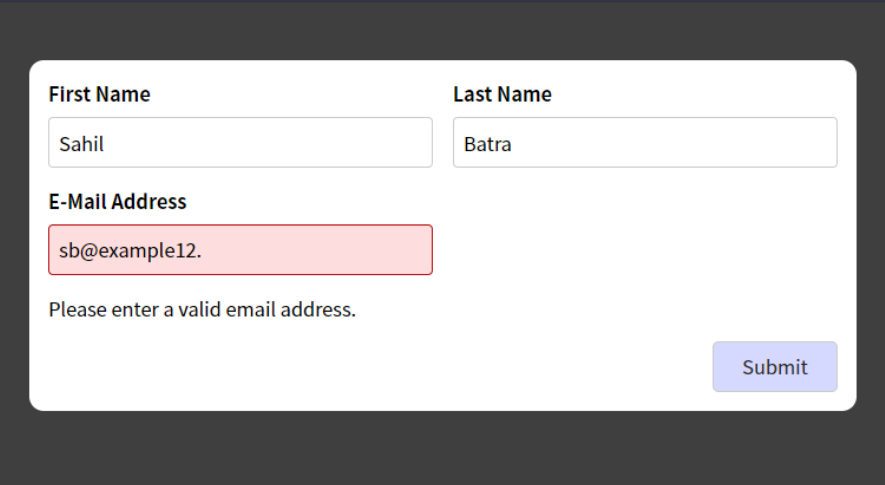 First Name
Last Name
Sahil
Batra
E-Mail Address
sb@example12.
Please enter a valid email address.
Submit